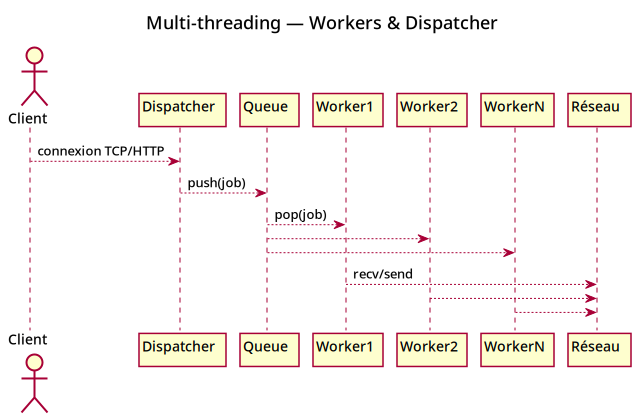 Multi-threading — Workers & Dispatcher
Client
Dispatcher
Queue
Worker1
Worker2
WorkerN
Réseau
connexion TCP/HTTP
push(job)
pop(job)
recv/send
Client
Dispatcher
Queue
Worker1
Worker2
WorkerN
Réseau